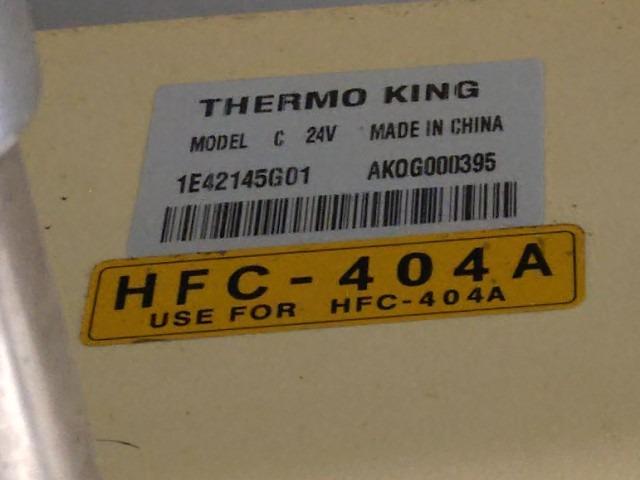 THERMO KING
MODEL C 24V MADE IN CHINA
1E42145G01 AKOG000395
HFC-404A
USE FOR HFC-404A